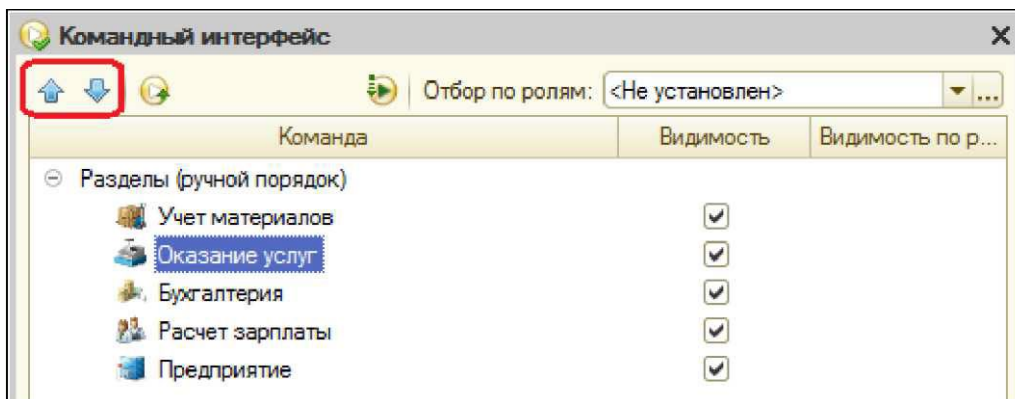 Командный интерфейс
Отбор по ролям: <Не установлен>
Команда Видимость Видимость по р...
Разделы (ручной порядок)
Учет материалов
Оказание услуг
Бухгалтерия
Расчет зарплаты
Предприятие